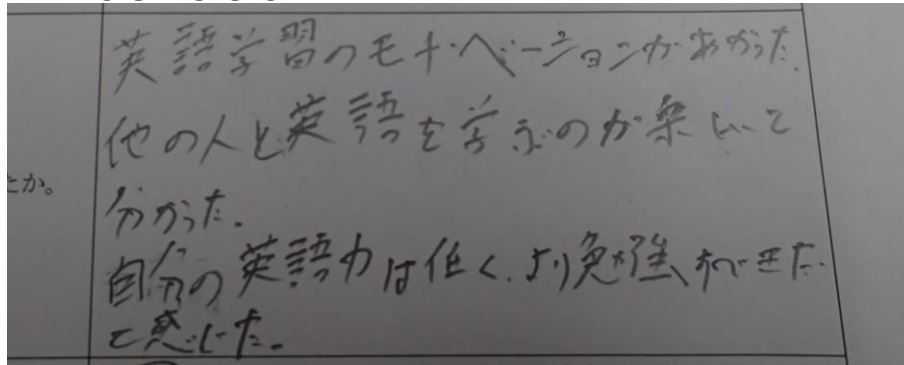 英語学習のモチベーションがあがった。
他の人と英語を学ぶのが楽しいと
たか。
分かった。
自分の英語力は低く、より勉強すべきだ
と感じた。